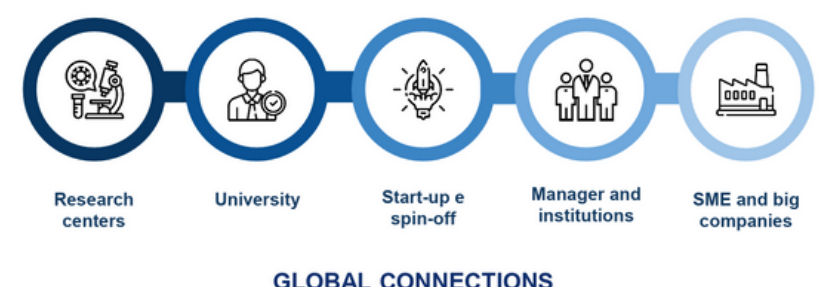 Research
centers
University
Start-up e
spin-off
Manager and
institutions
SME and big
companies
GLOBAL CONNECTIONS